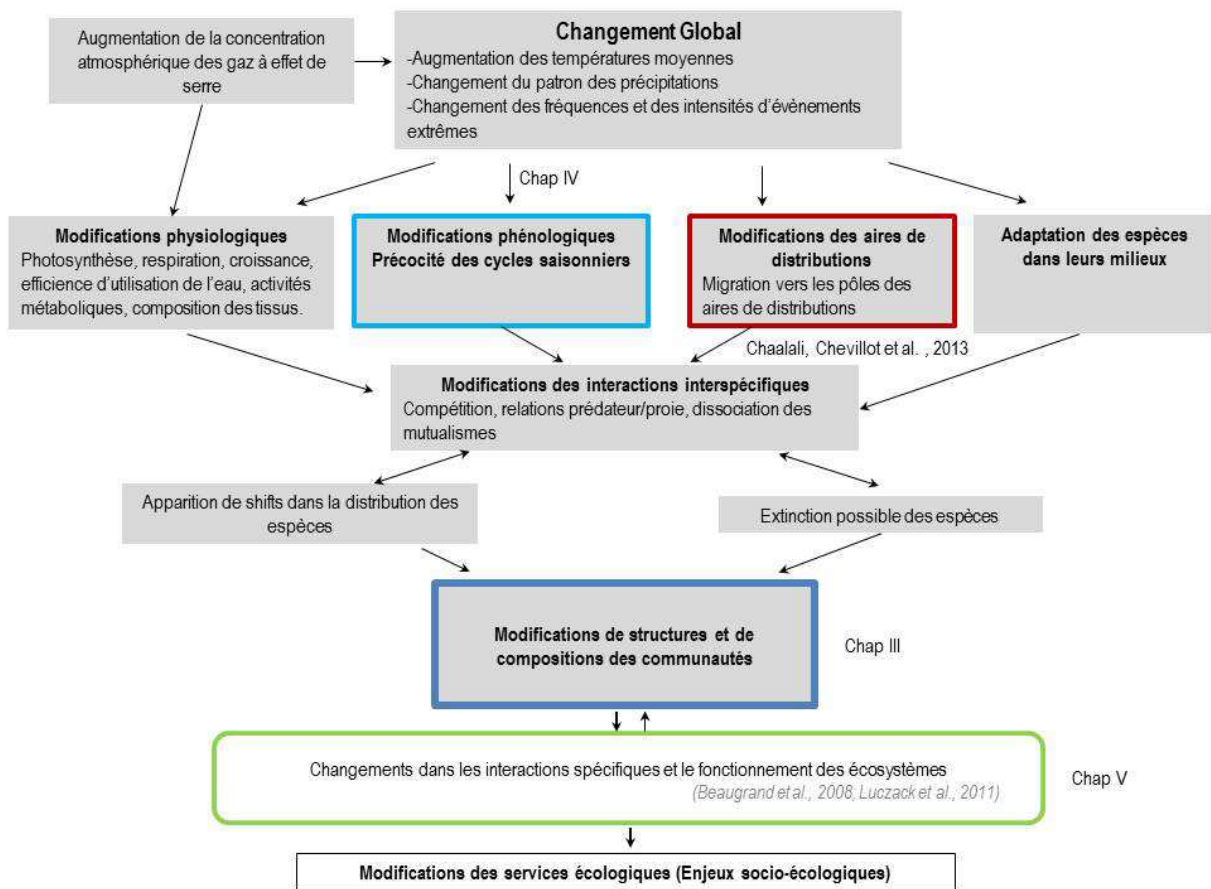 Augmentation de la concentration
atmosphérique des gaz à effet de
serre
Changement Global
-Augmentation des températures moyennes
-Changement du patron des précipitations
-Changement des fréquences et des intensités d'évènements
extrêmes
Chap IV
Modifications physiologiques
Photosynthèse, respiration, croissance,
efficience d'utilisation de l'eau, activités
métaboliques, composition des tissus.
Modifications phénologiques
Précocité des cycles saisonniers
Modifications des aires de
distributions
Migration vers les pôles des
aires de distributions
Adaptation des espèces
dans leurs milieux
Chaalali, Chevillot et al. , 2013
Modifications des interactions interspécifiques
Compétition, relations prédateur/proie, dissociation des
mutualismes
Apparition de shifts dans la distribution des
espèces
Extinction possible des espèces
Modifications de structures et de
compositions des communautés
Chap III
Changements dans les interactions spécifiques et le fonctionnement des écosystèmes
(Beaugrand et al., 2008; Luczack et al., 2011)
Chap V
Modifications des services écologiques (Enjeux socio-écologiques)